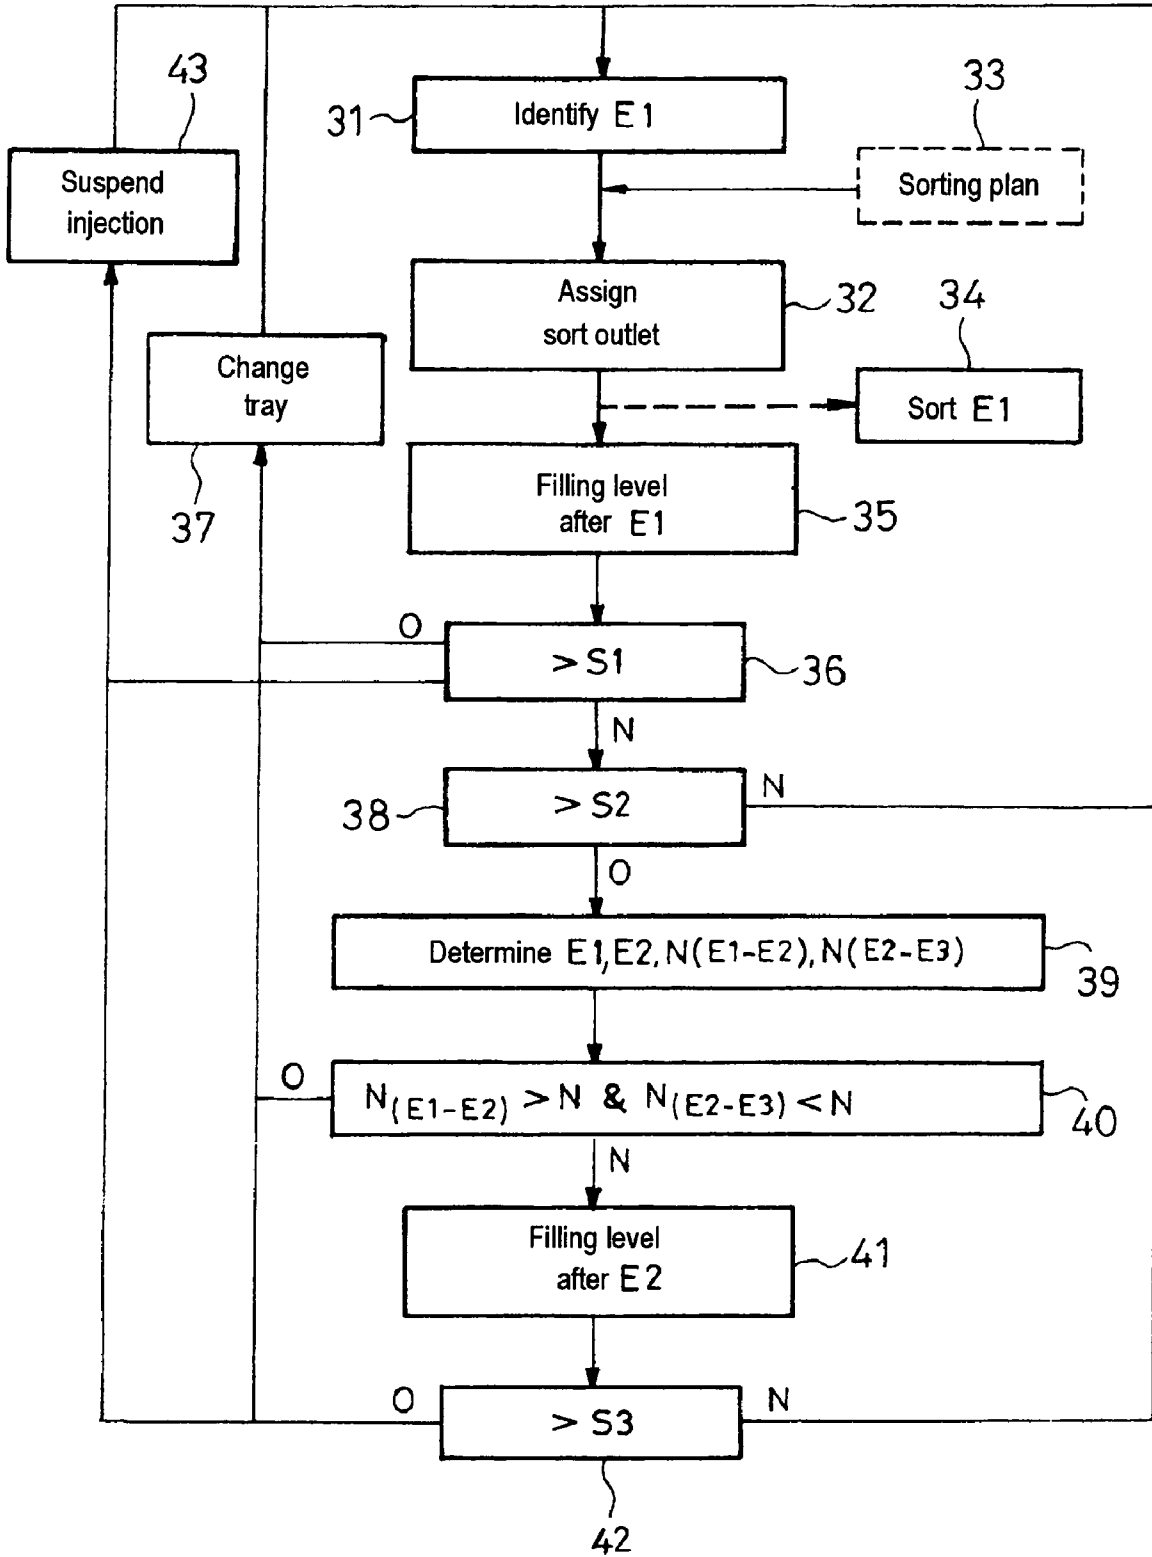 43
31
Identify E1
33
Suspend
injection
Sorting plan
Assign
sort outlet
32
34
Change
tray
Sort E1
37
Filling level
after E1
35
O
> S1
36
N
38
> S2
N
O
Determine E1, E2, N(E1-E2), N(E2-E3)
39
O
N(E1-E2) > N & N(E2-E3) < N
40
N
Filling level
after E2
41
O
> S3
N
42